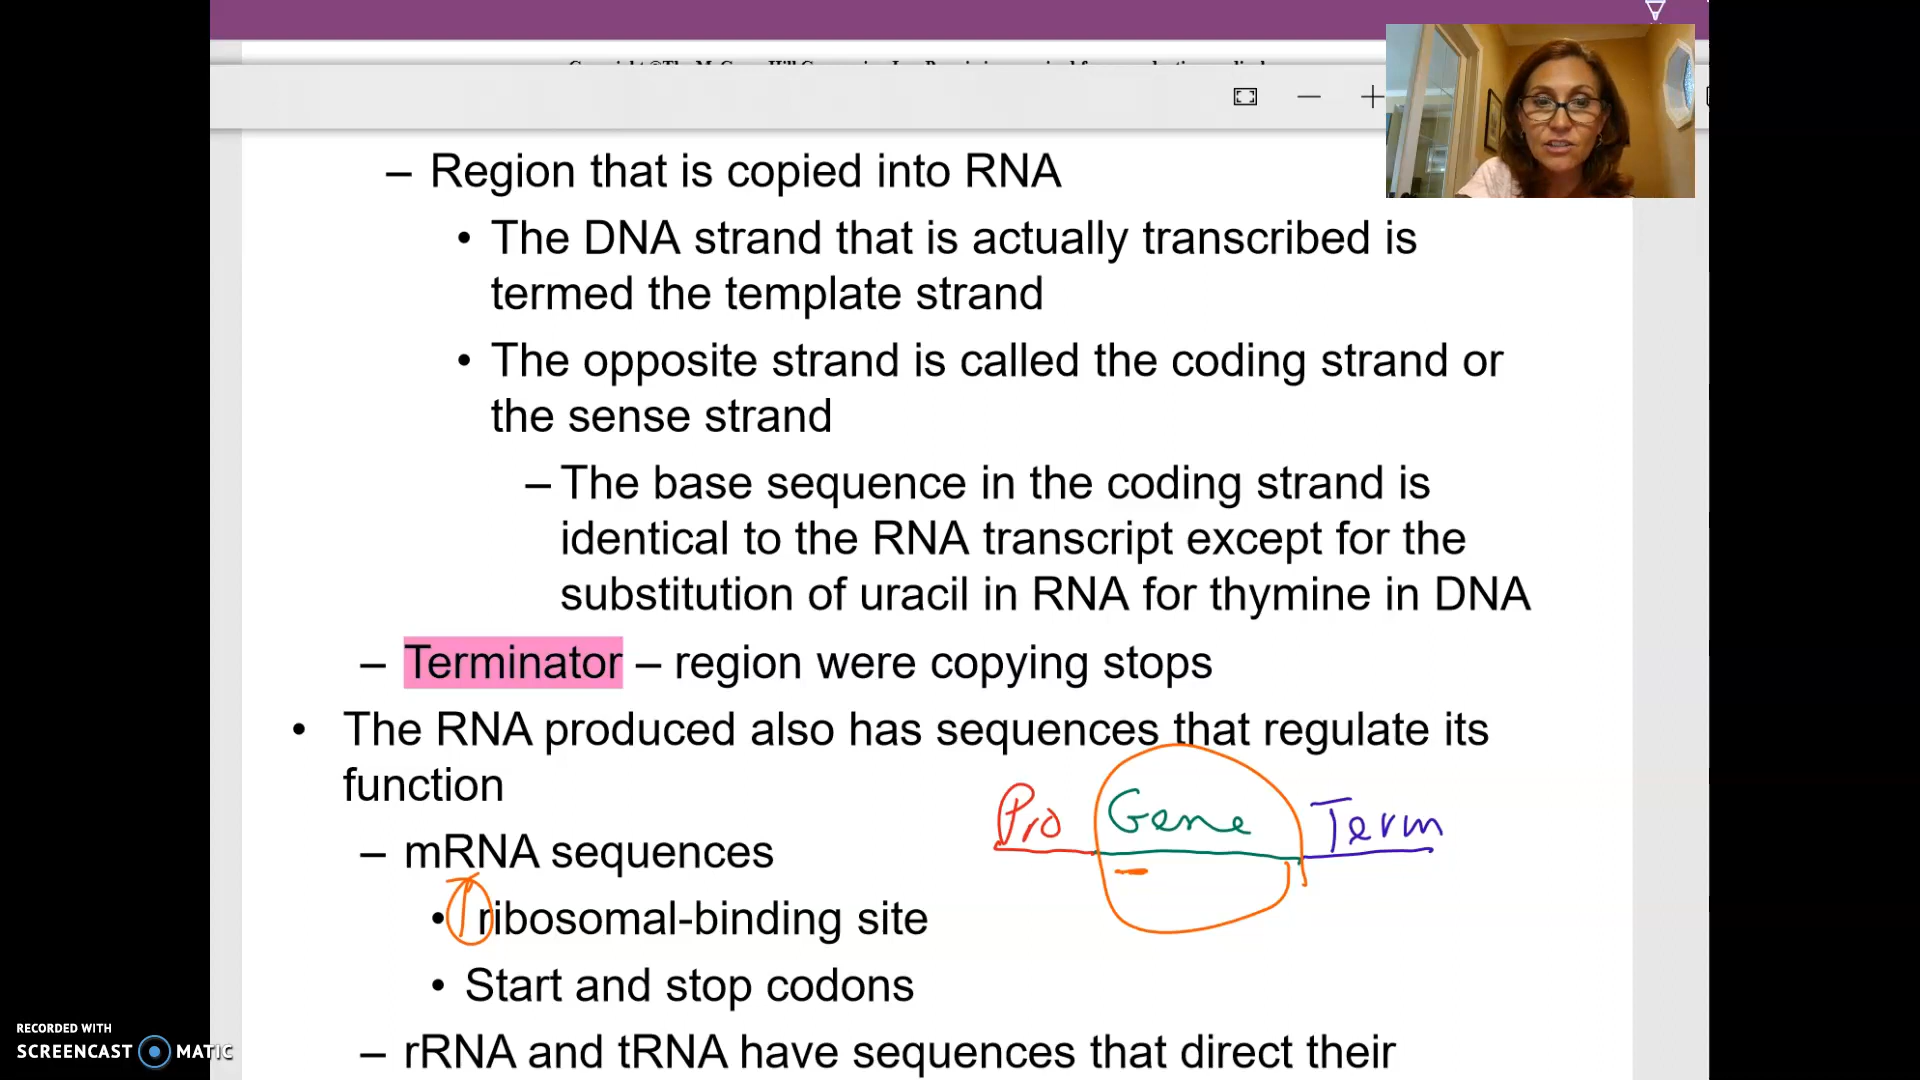 – Region that is copied into RNA
• The DNA strand that is actually transcribed is
termed the template strand
• The opposite strand is called the coding strand or
the sense strand
– The base sequence in the coding strand is
identical to the RNA transcript except for the
substitution of uracil in RNA for thymine in DNA
– Terminator – region were copying stops
• The RNA produced also has sequences that regulate its
function
Pro Gene Term
– mRNA sequences
• ribosomal-binding site
• Start and stop codons
– rRNA and tRNA have sequences that direct their
RECORDED WITH
SCREENCAST MATIC